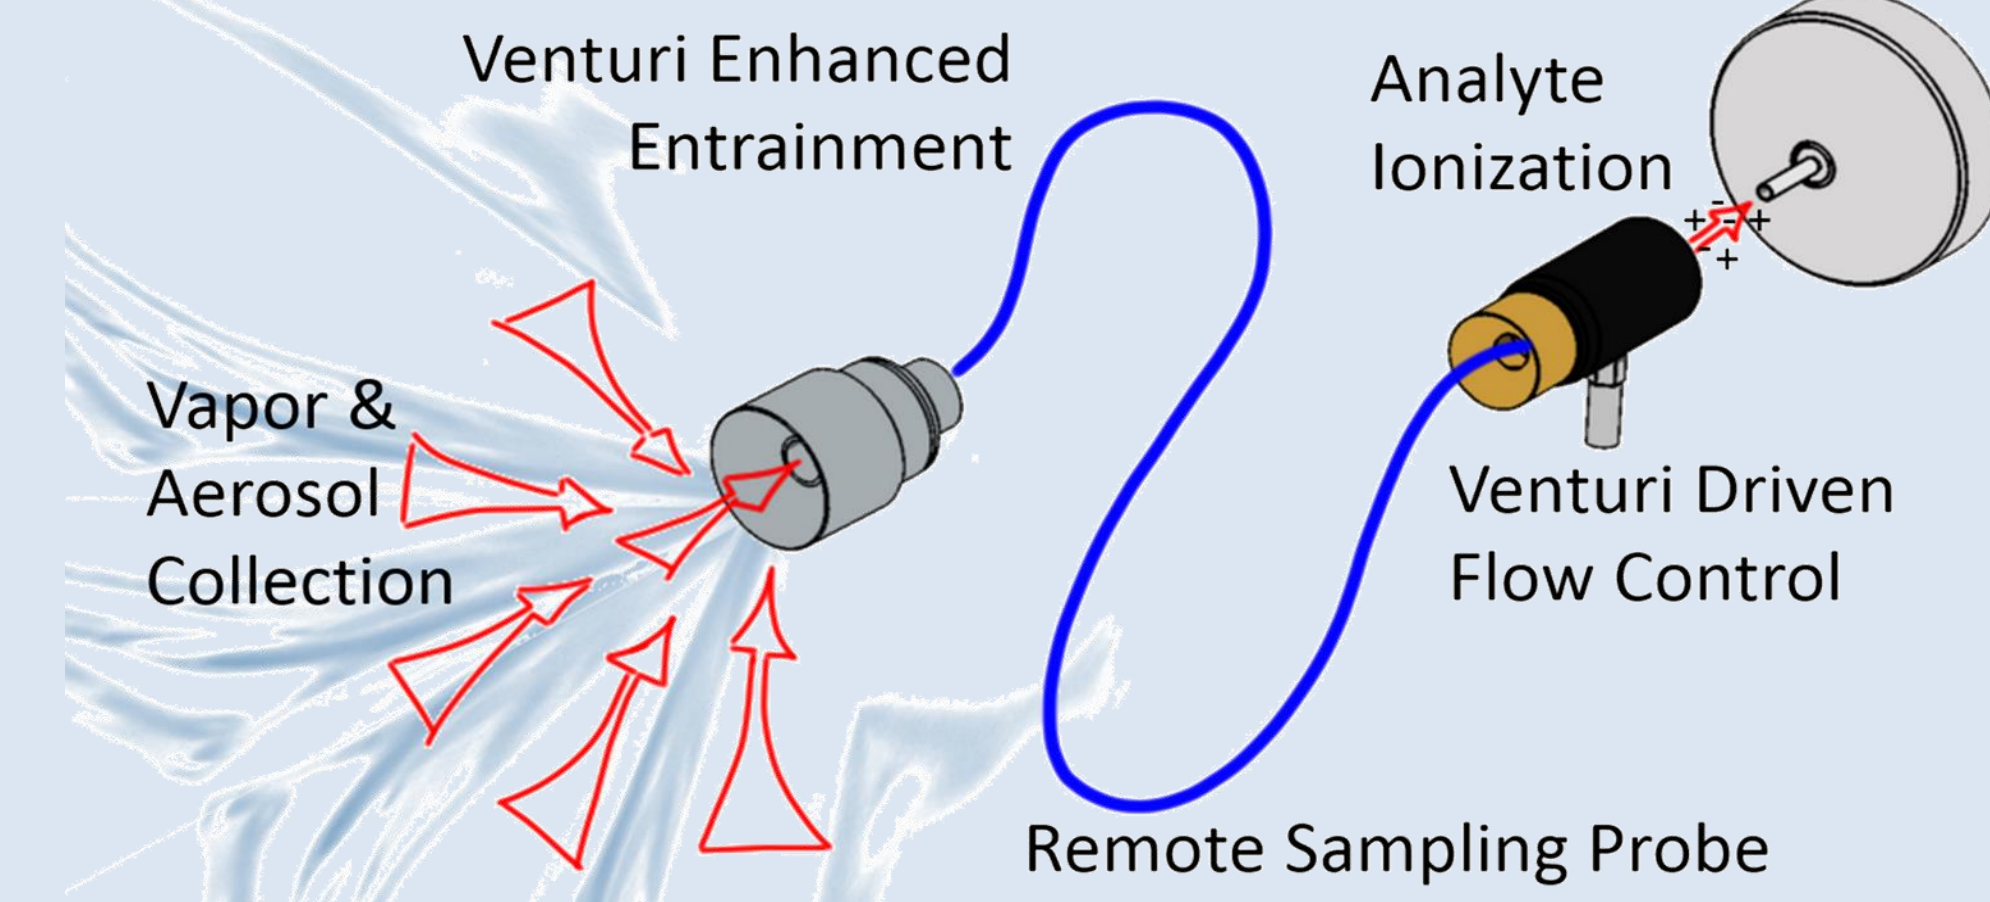 Venturi Enhanced
Entrainment
Analyte
Ionization
+ - - +
- +
Vapor &
Aerosol
Collection
Venturi Driven
Flow Control
Remote Sampling Probe